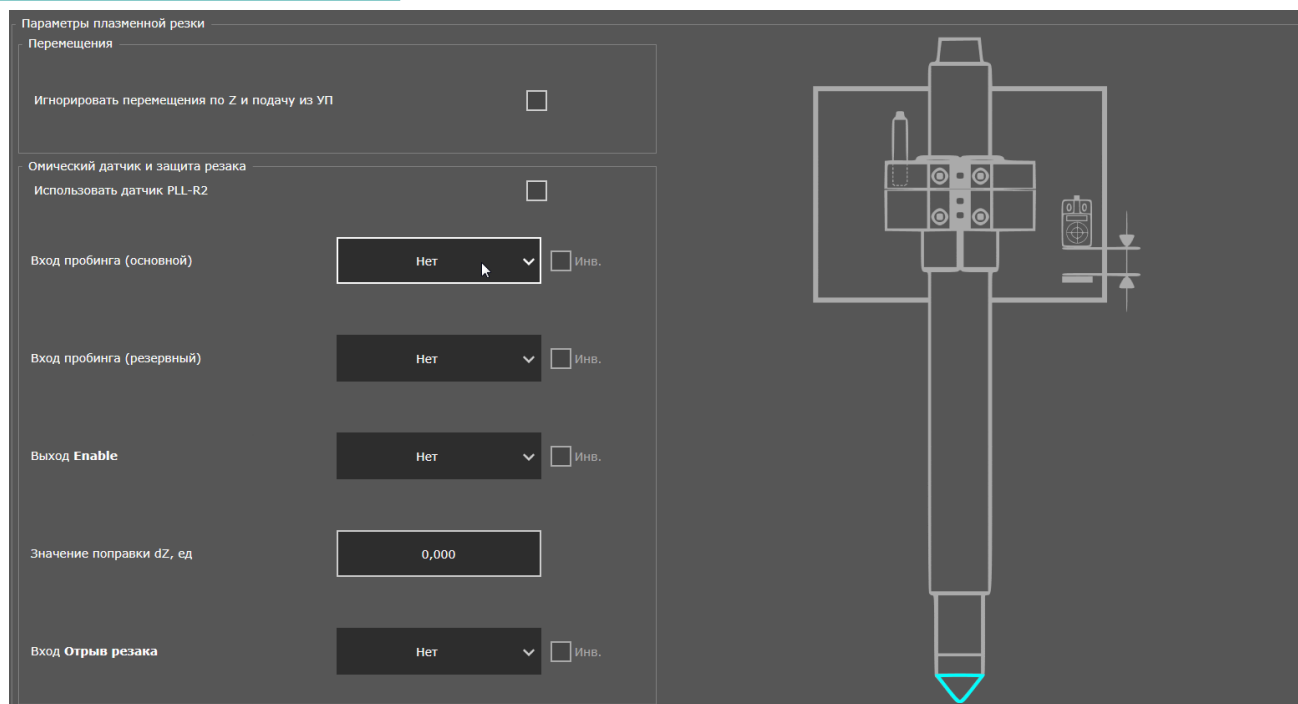 Параметры плазменной резки
Перемещения
Игнорировать перемещения по Z и подачу из УП
Омический датчик и защита резака
Использовать датчик PLL-R2
Вход пробинга (основной) Нет Инв.
Вход пробинга (резервный) Нет Инв.
Выход Enable Нет Инв.
Значение поправки dZ, ед 0,000
Вход Отрыв резака Нет Инв.